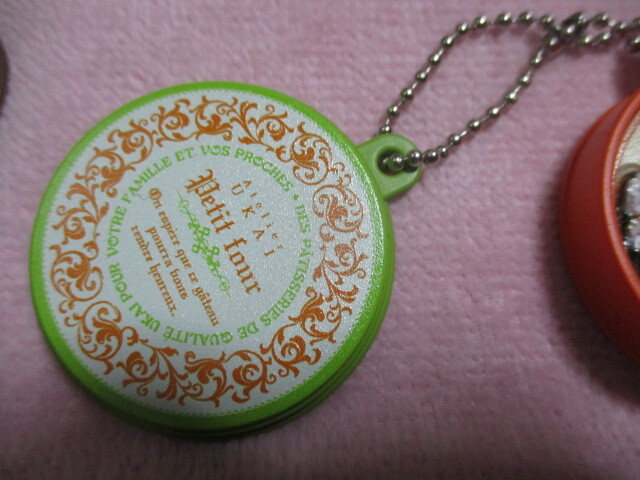 DES PATISSERIES DE QUALITÉ UKAI POUR VOTRE FAMILLE ET VOS PROCHES •
Atelier
UKAI
Petit four
On espère que ce gâteau
pourra vous
rendre heureux.